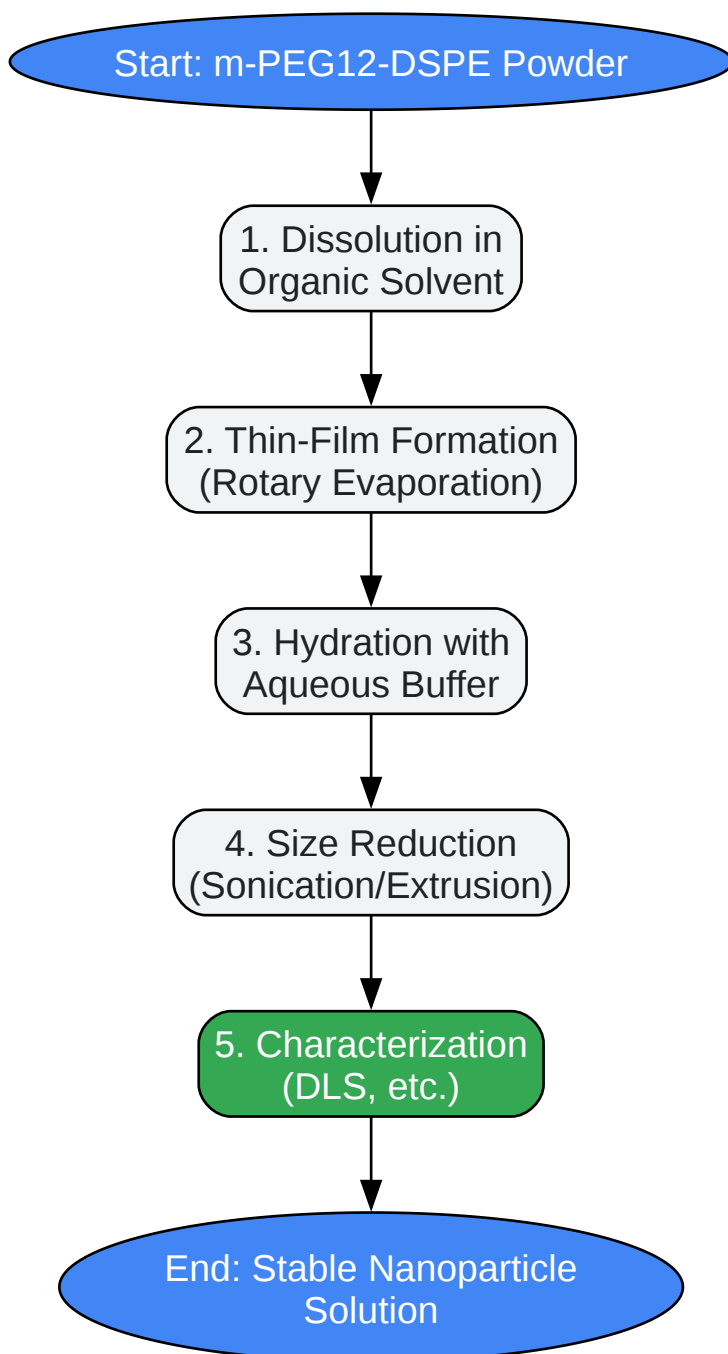 Start: m-PEG12-DSPE Powder
1. Dissolution in
Organic Solvent
2. Thin-Film Formation
(Rotary Evaporation)
3. Hydration with
Aqueous Buffer
4. Size Reduction
(Sonication/Extrusion)
5. Characterization
(DLS, etc.)
End: Stable Nanoparticle
Solution